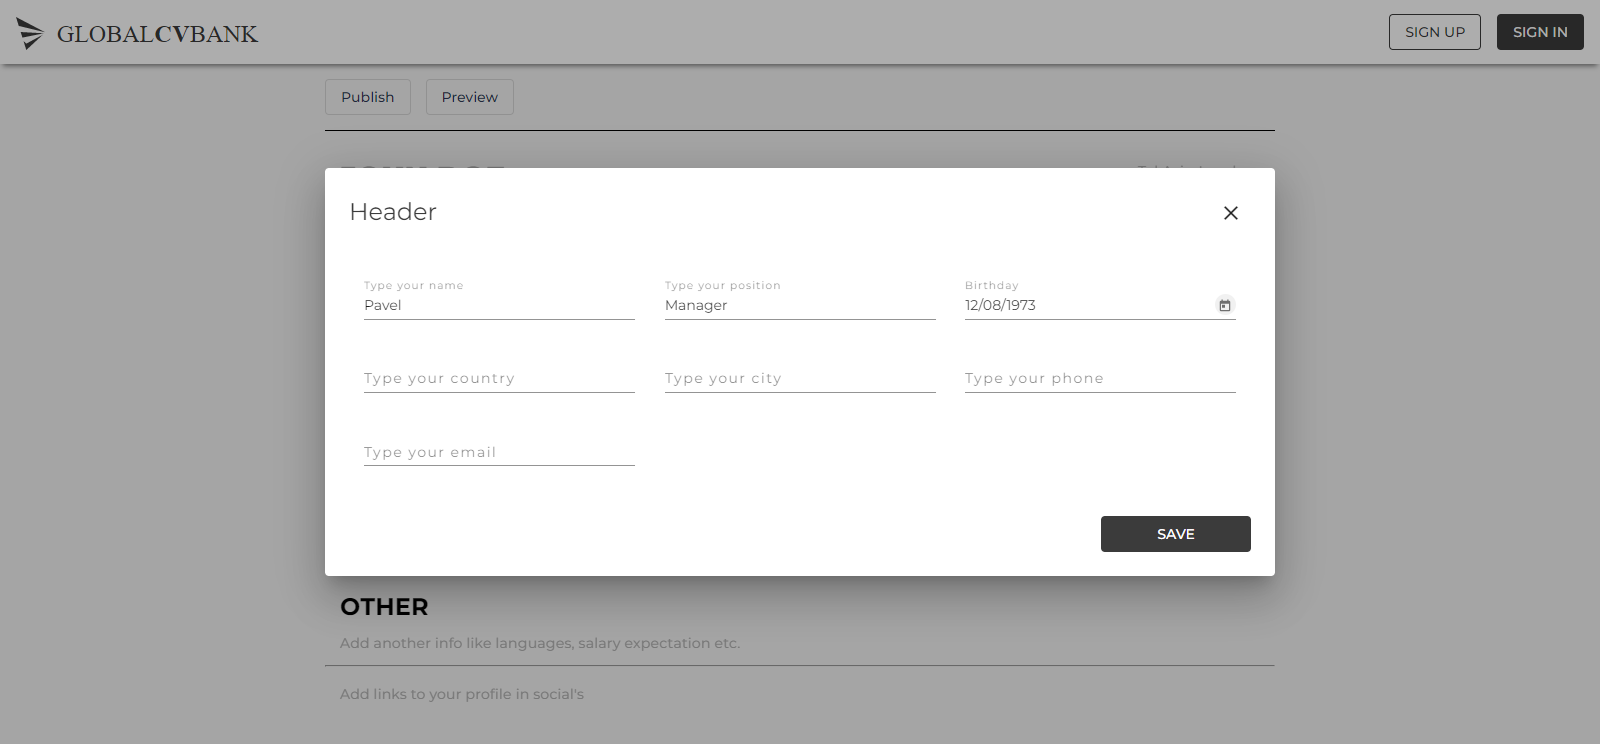 GLOBALCVBANK
SIGN UP
SIGN IN
Publish
Preview
Header
Type your name
Type your position
Birthday
Pavel
Manager
12/08/1973
Type your country
Type your city
Type your phone
Type your email
SAVE
OTHER
Add another info like languages, salary expectation etc.
Add links to your profile in social's